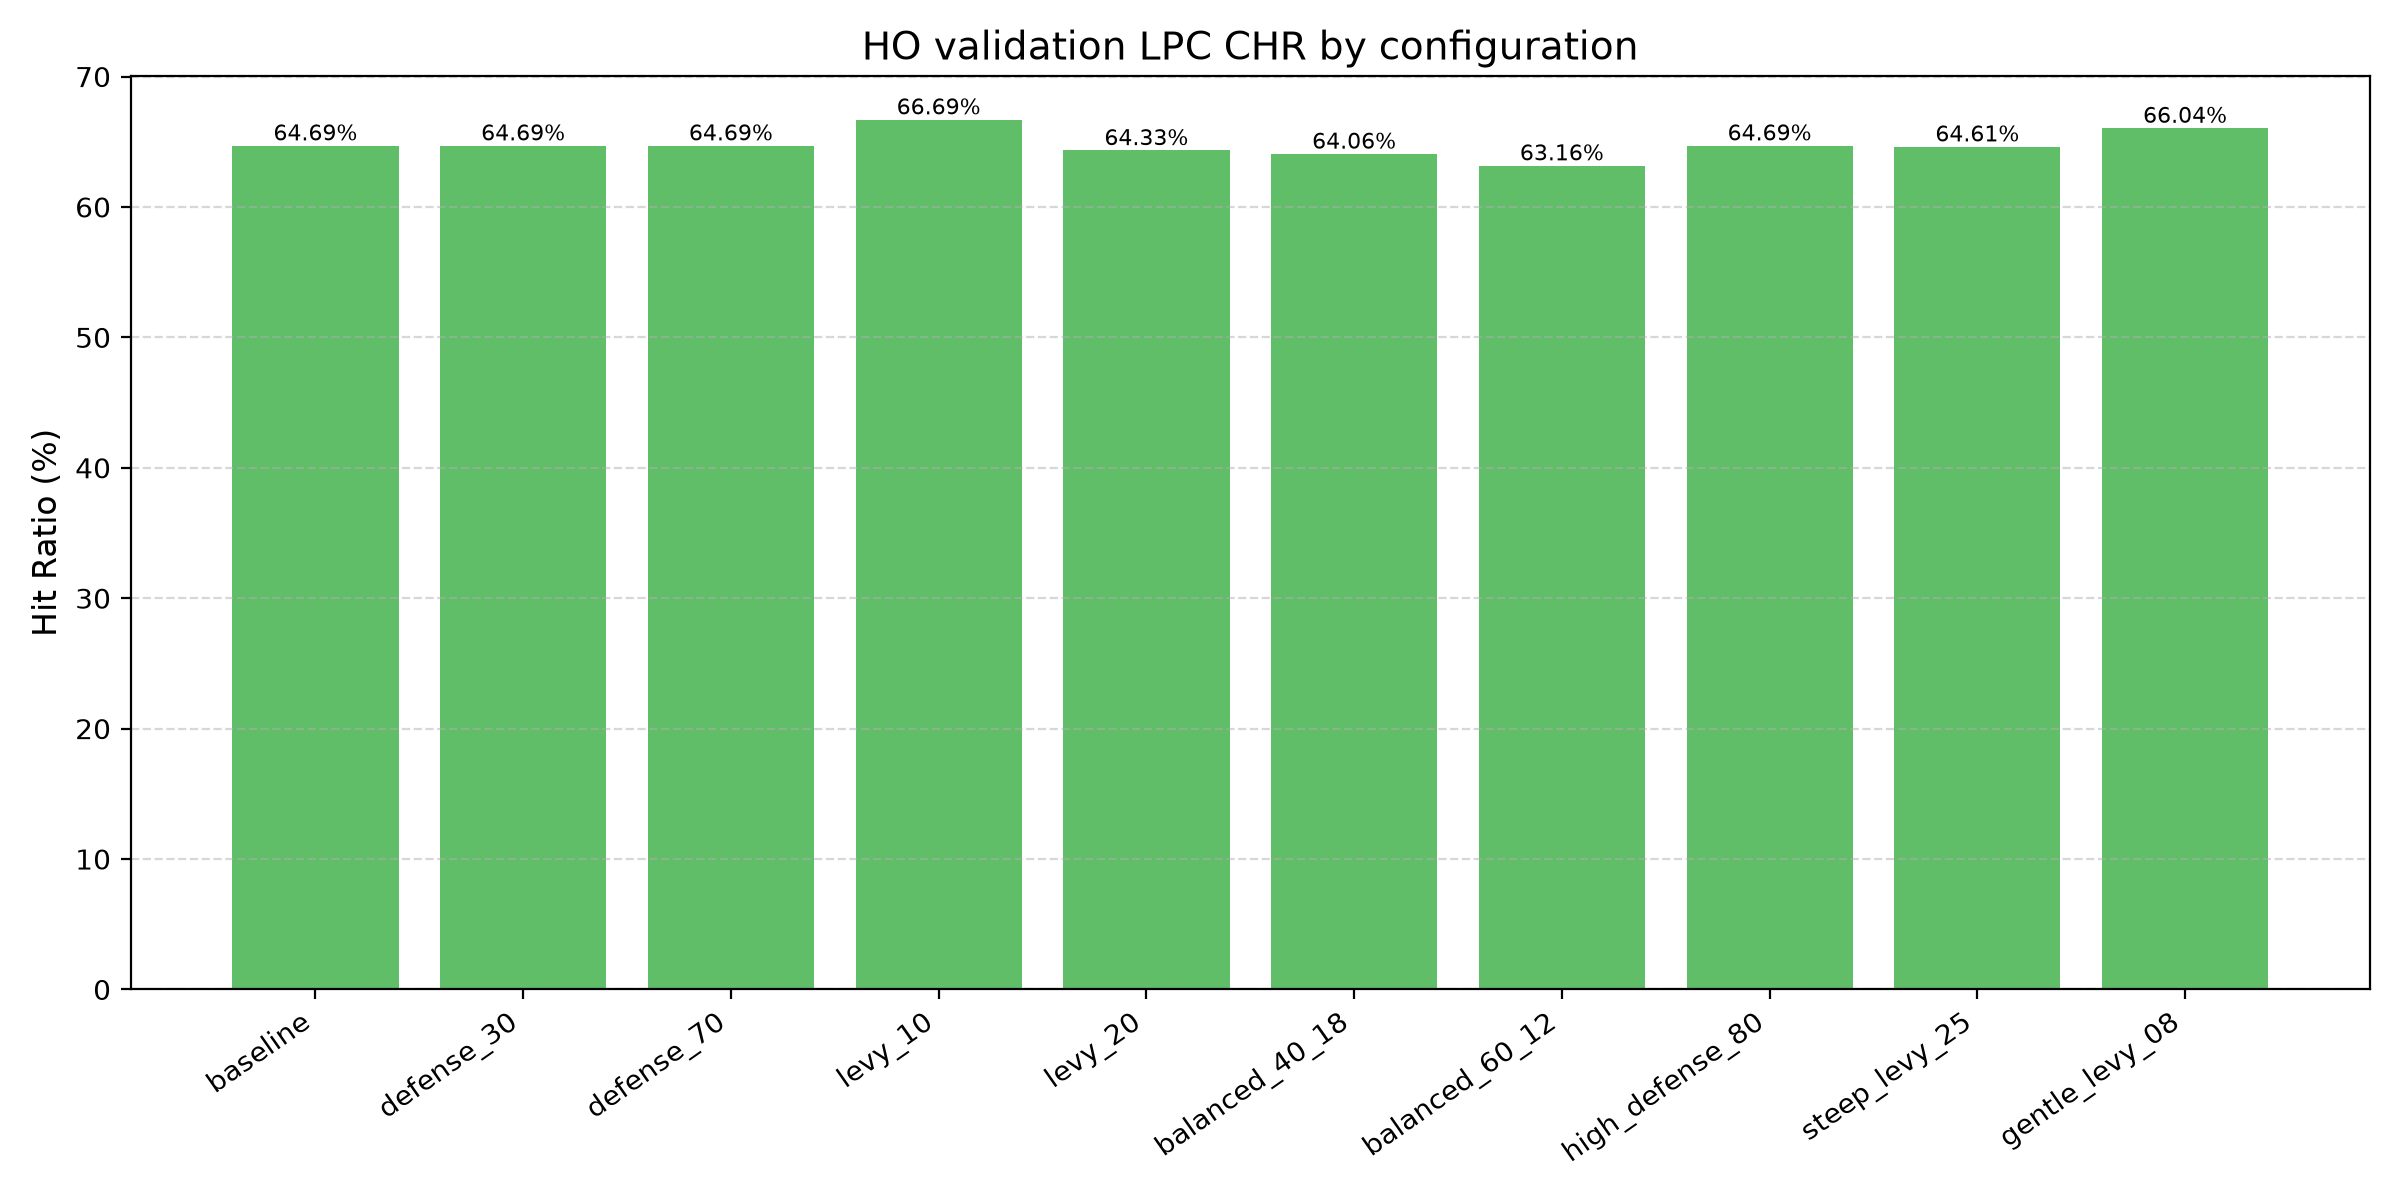 HO validation LPC CHR by configuration
Hit Ratio (%)
70
60
50
40
30
20
10
0
64.69%
64.69%
64.69%
66.69%
64.33%
64.06%
63.16%
64.69%
64.61%
66.04%
baseline
defense_30
defense_70
levy_10
levy_20
balanced_40_18
balanced_60_12
high_defense_80
steep_levy_25
gentle_levy_08